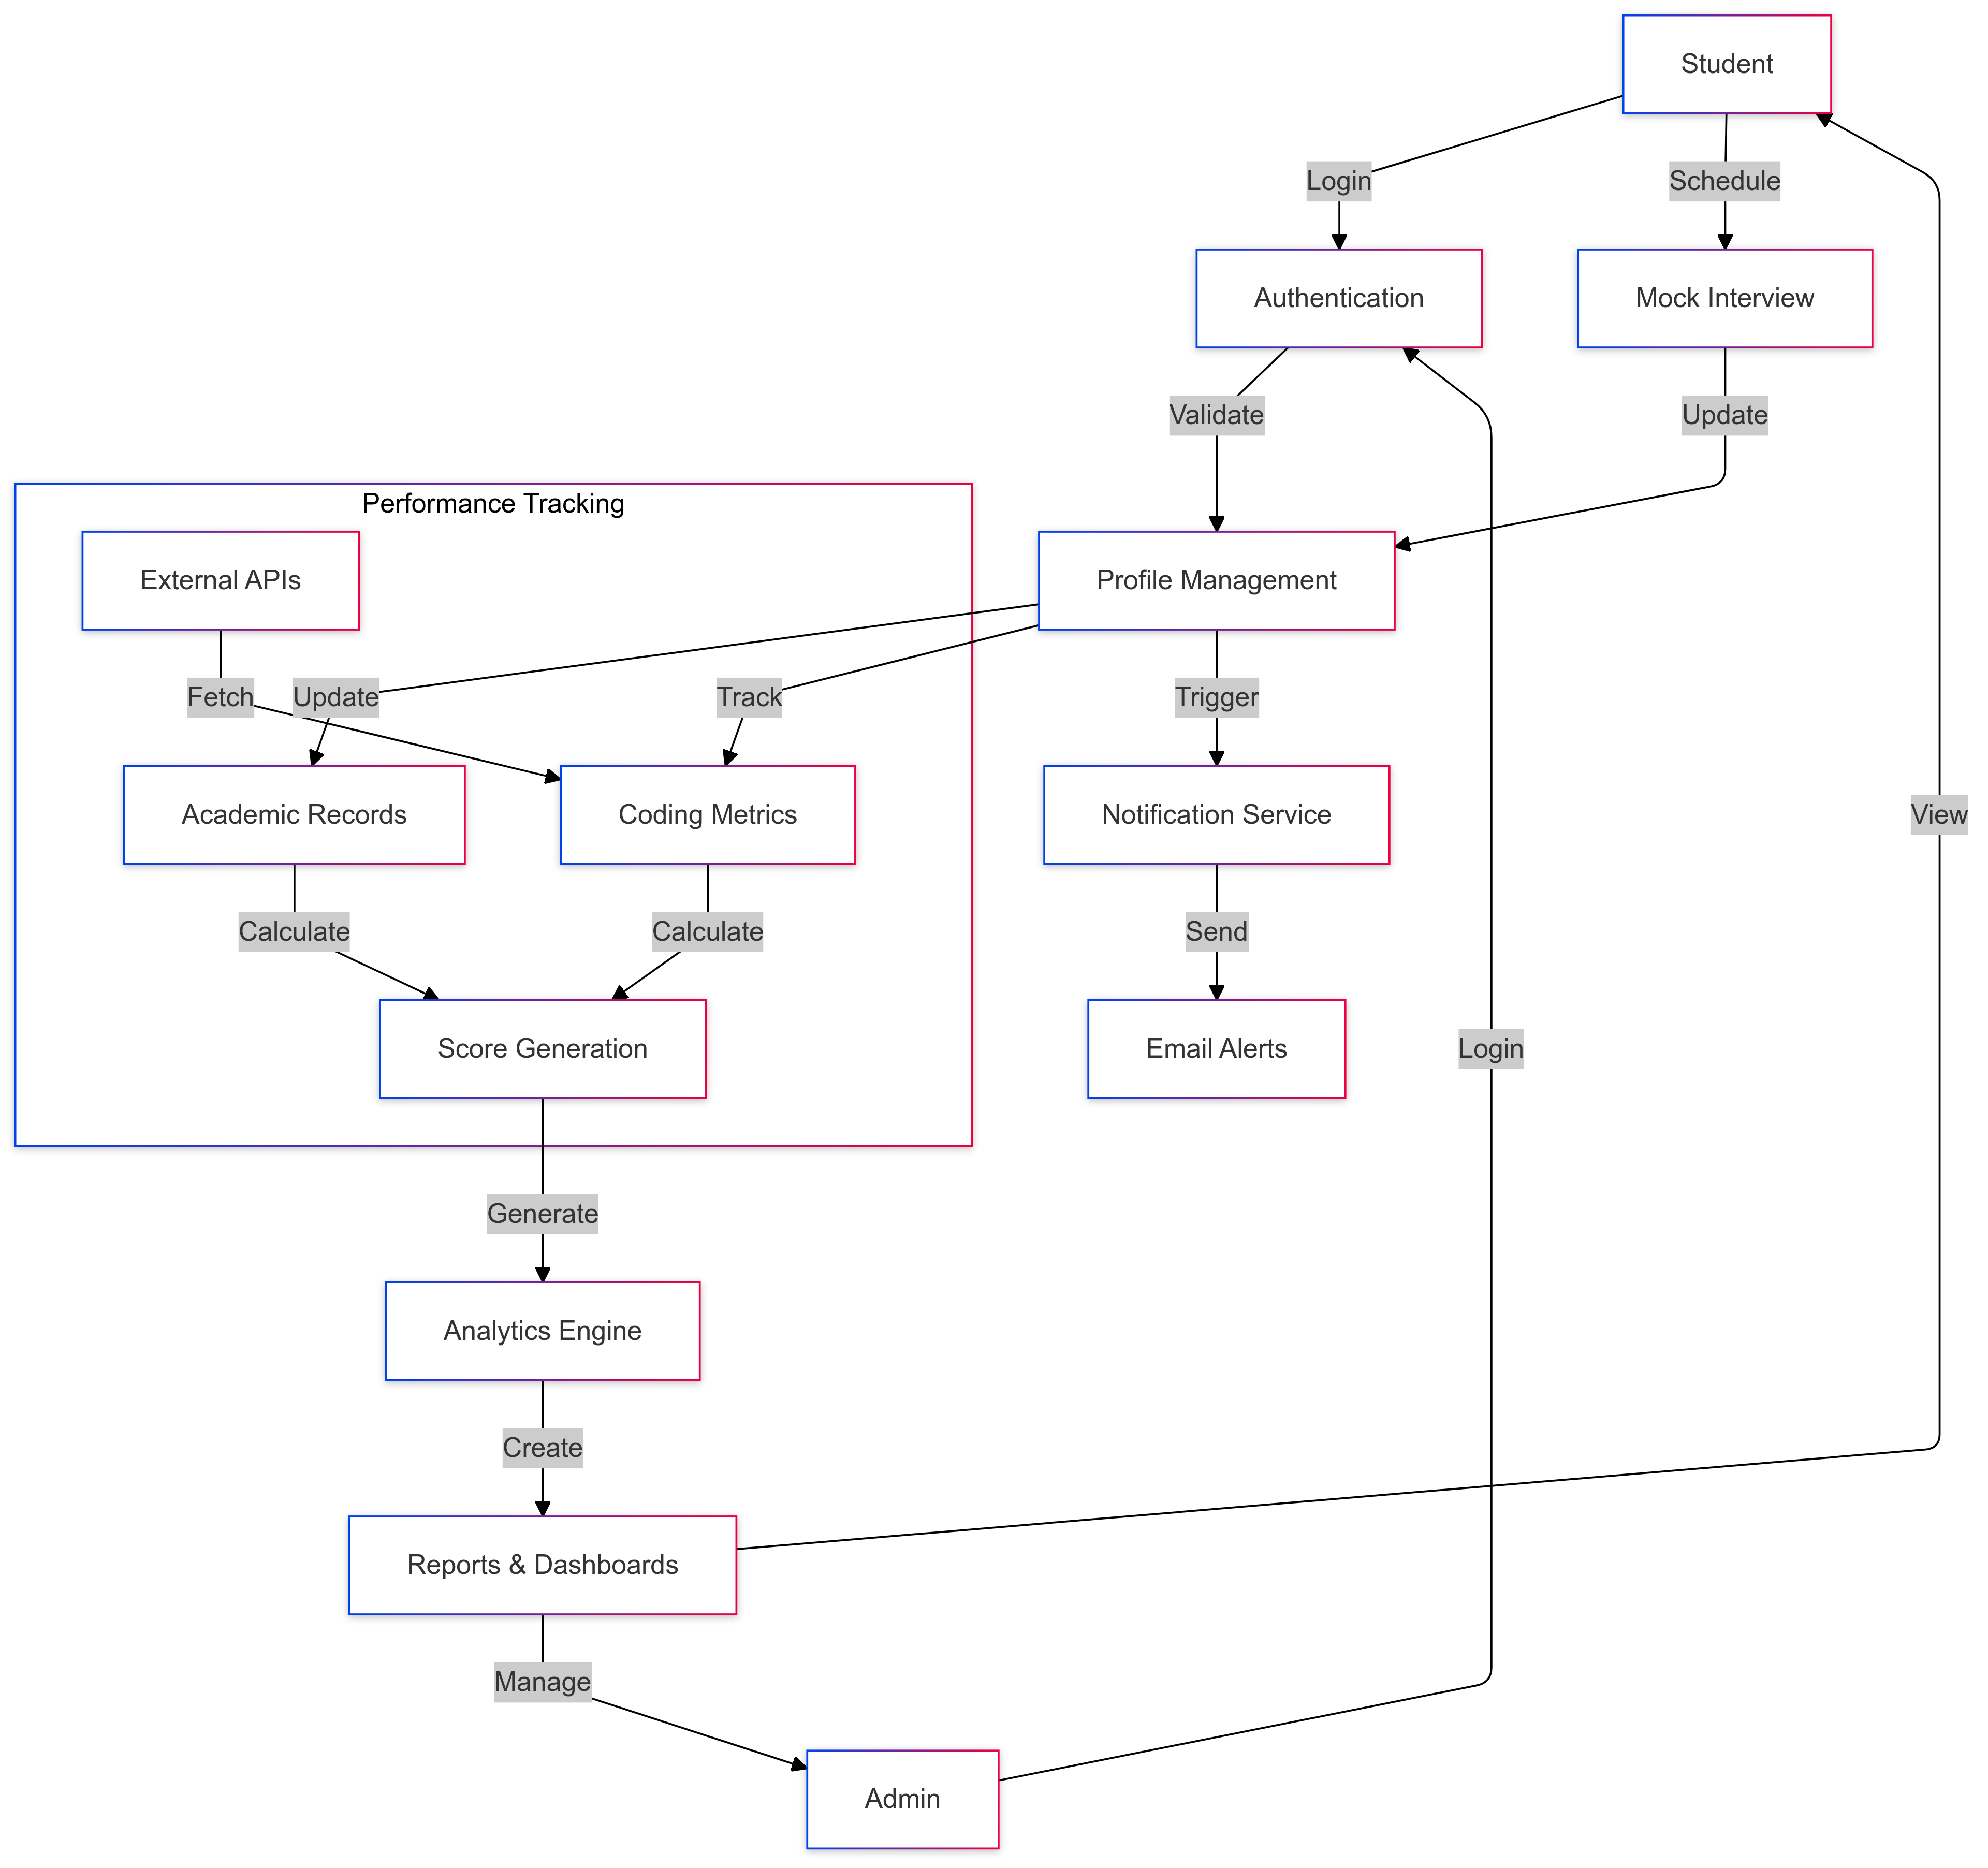 Student
Login
Schedule
Authentication
Mock Interview
Validate
Update
Performance Tracking
External APIs
Profile Management
Fetch
Update
Track
Trigger
Academic Records
Coding Metrics
Notification Service
View
Calculate
Calculate
Send
Score Generation
Email Alerts
Login
Generate
Analytics Engine
Create
Reports & Dashboards
Manage
Admin